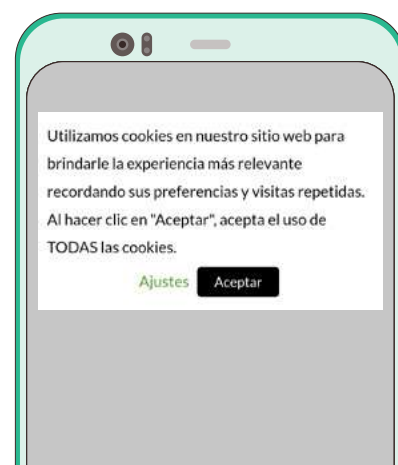 Utilizamos cookies en nuestro sitio web para
brindarle la experiencia más relevante
recordando sus preferencias y visitas repetidas.
Al hacer clic en "Aceptar", acepta el uso de
TODAS las cookies.
Ajustes Aceptar